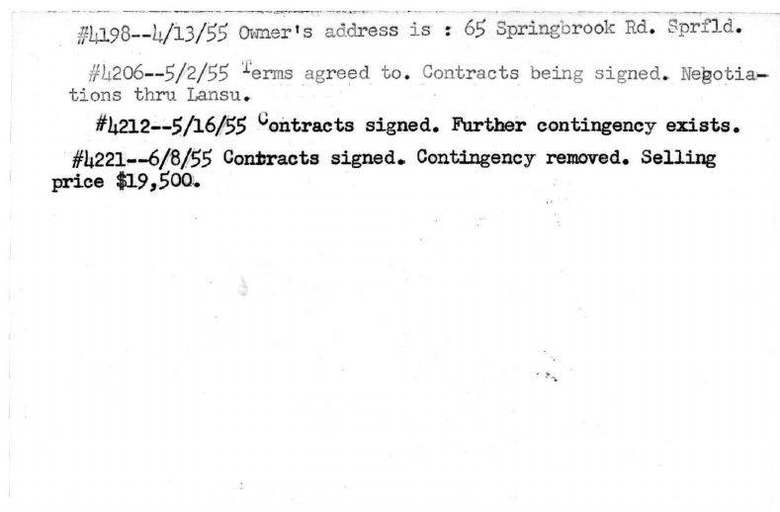 #4198--4/13/55 Owner's address is : 65 Springbrook Rd. Sprfld.
#4206--5/2/55 Terms agreed to. Contracts being signed. Negotia-
tions thru Lansu.
#4212--5/16/55 Contracts signed. Further contingency exists.
#4221--6/8/55 Contracts signed. Contingency removed. Selling
price $19,500.